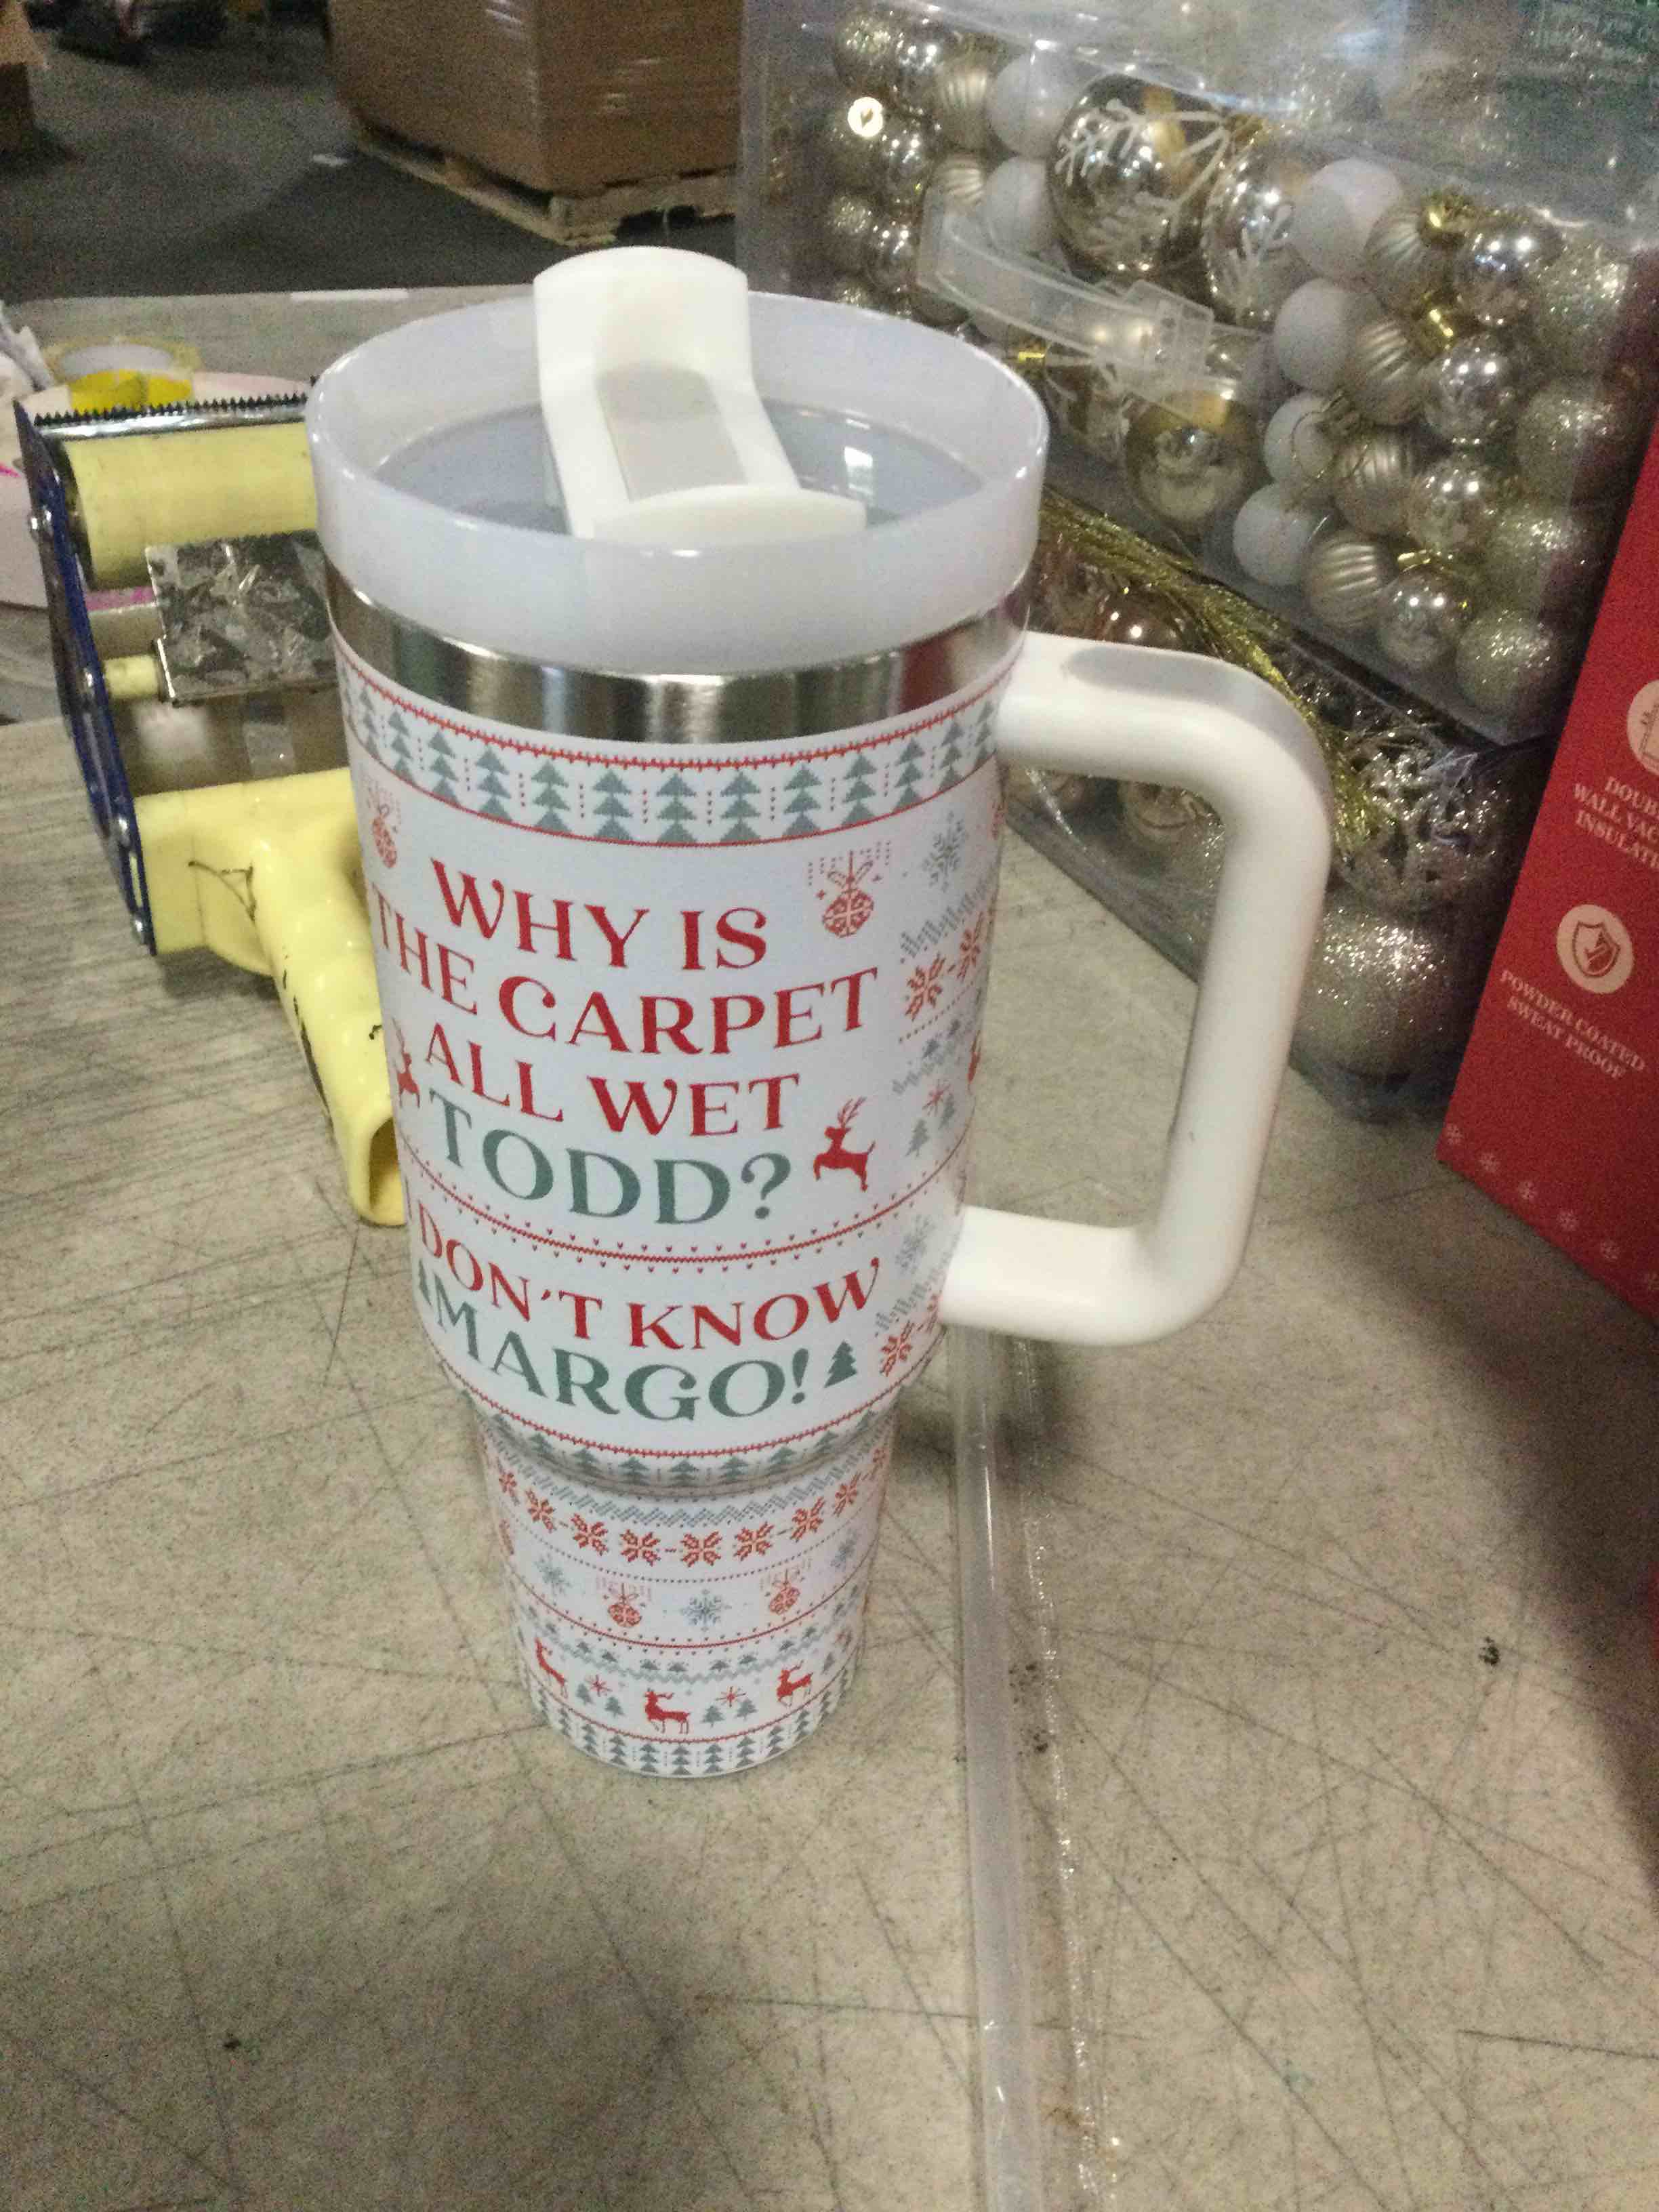 WHY IS
THE CARPET
ALL WET
TODD?
I DON'T KNOW
MARGO!
POWDER COATED
SWEAT PROOF